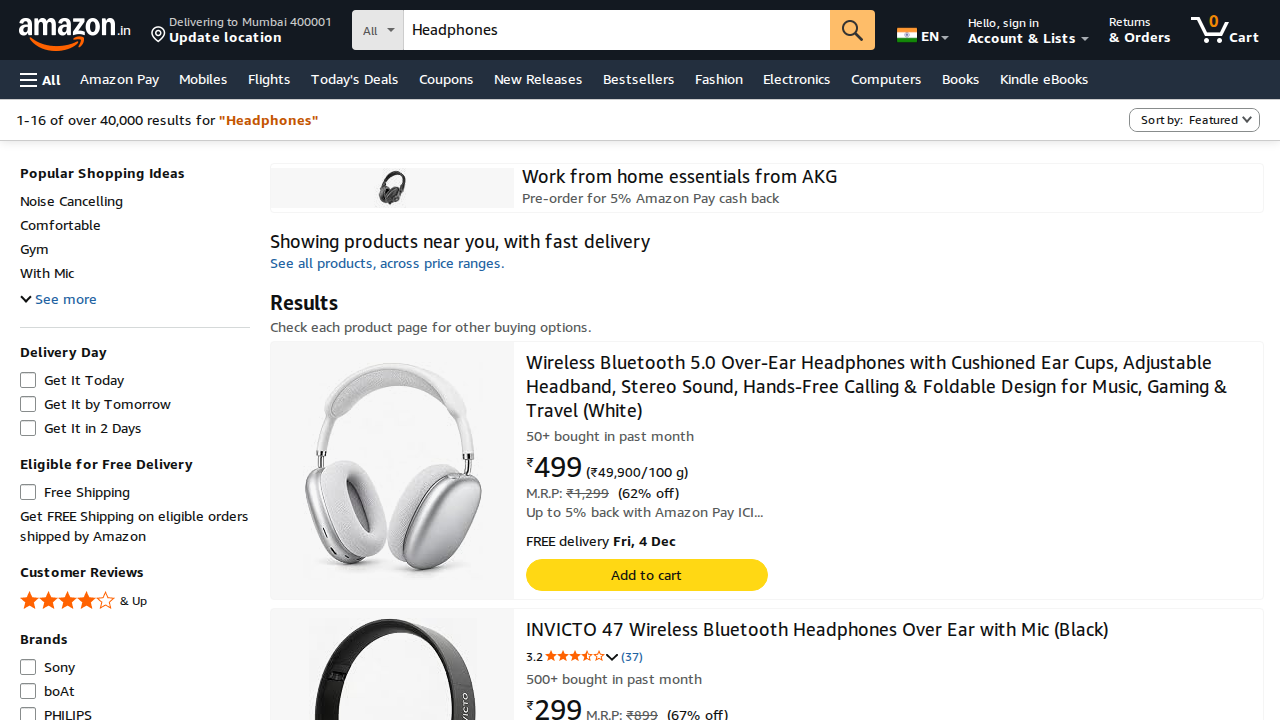 amazon.in
Delivering to Mumbai 400001
Update location
All
Headphones
EN
Hello, sign in
Account & Lists
Returns
& Orders
0
Cart
All
Amazon Pay
Mobiles
Flights
Today's Deals
Coupons
New Releases
Bestsellers
Fashion
Electronics
Computers
Books
Kindle eBooks
1-16 of over 40,000 results for "Headphones"
Sort by: Featured
Popular Shopping Ideas
Noise Cancelling
Comfortable
Gym
With Mic
See more
Delivery Day
Get It Today
Get It by Tomorrow
Get It in 2 Days
Eligible for Free Delivery
Free Shipping
Get FREE Shipping on eligible orders
shipped by Amazon
Customer Reviews
& Up
Brands
Sony
boAt
PHILIPS
Work from home essentials from AKG
Pre-order for 5% Amazon Pay cash back
Showing products near you, with fast delivery
See all products, across price ranges.
Results
Check each product page for other buying options.
Wireless Bluetooth 5.0 Over-Ear Headphones with Cushioned Ear Cups, Adjustable
Headband, Stereo Sound, Hands-Free Calling & Foldable Design for Music, Gaming &
Travel (White)
50+ bought in past month
₹499 (₹49,900/100 g)
M.R.P: ₹1,299 (62% off)
Up to 5% back with Amazon Pay ICI...
FREE delivery Fri, 4 Dec
Add to cart
INVICTO 47 Wireless Bluetooth Headphones Over Ear with Mic (Black)
3.2 (37)
500+ bought in past month
₹299 M.R.P: ₹899 (67% off)